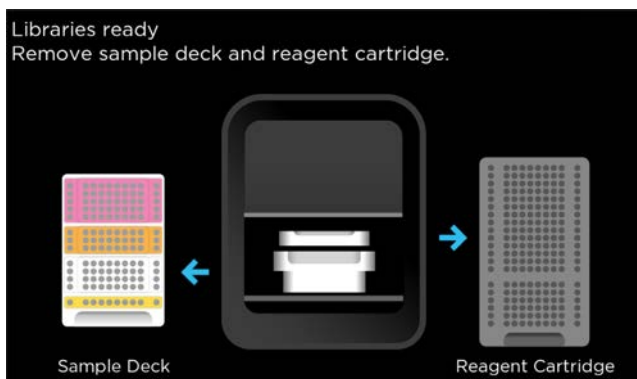 Libraries ready
Remove sample deck and reagent cartridge.
Sample Deck
Reagent Cartridge